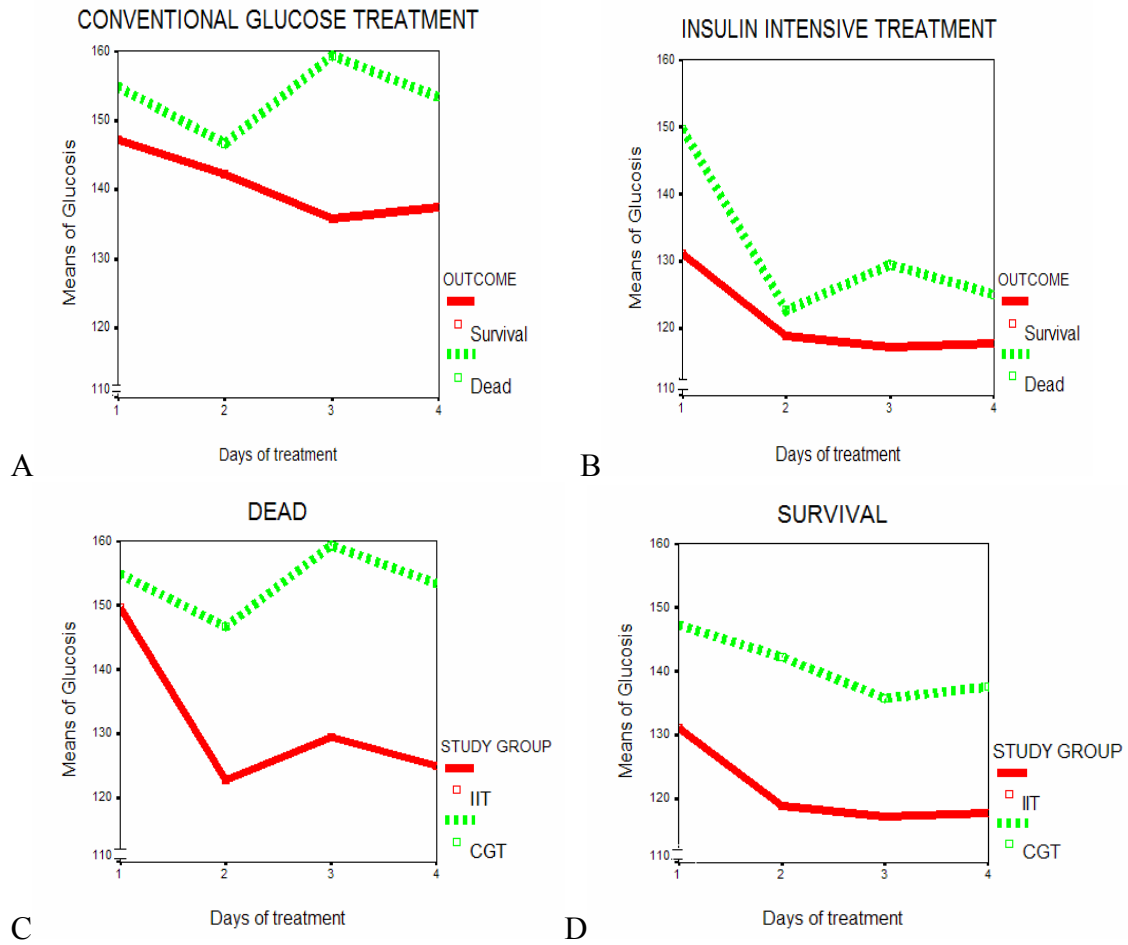 CONVENTIONAL GLUCOSE TREATMENT
160
150
140
130
120
110
Means of Glucosis
1 2 3 4
Days of treatment
OUTCOME
Survival
Dead
A
INSULIN INTENSIVE TREATMENT
160
150
140
130
120
110
Means of Glucosis
1 2 3 4
Days of treatment
OUTCOME
Survival
Dead
B
DEAD
160
150
140
130
120
110
Means of Glucosis
1 2 3 4
Days of treatment
STUDY GROUP
IIT
CGT
C
SURVIVAL
160
150
140
130
120
110
Means of Glucosis
1 2 3 4
Days of treatment
STUDY GROUP
IIT
CGT
D